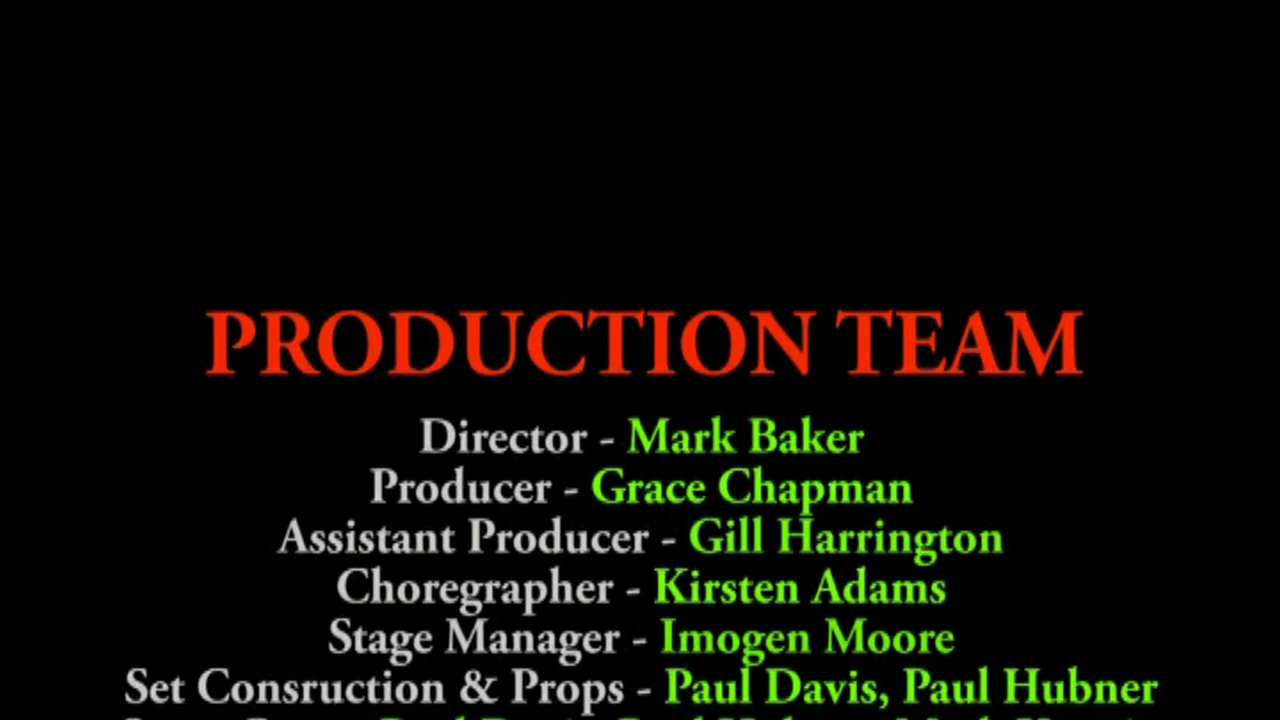 PRODUCTION TEAM
Director - Mark Baker
Producer - Grace Chapman
Assistant Producer - Gill Harrington
Choregrapher - Kirsten Adams
Stage Manager - Imogen Moore
Set Consruction & Props - Paul Davis, Paul Hubner